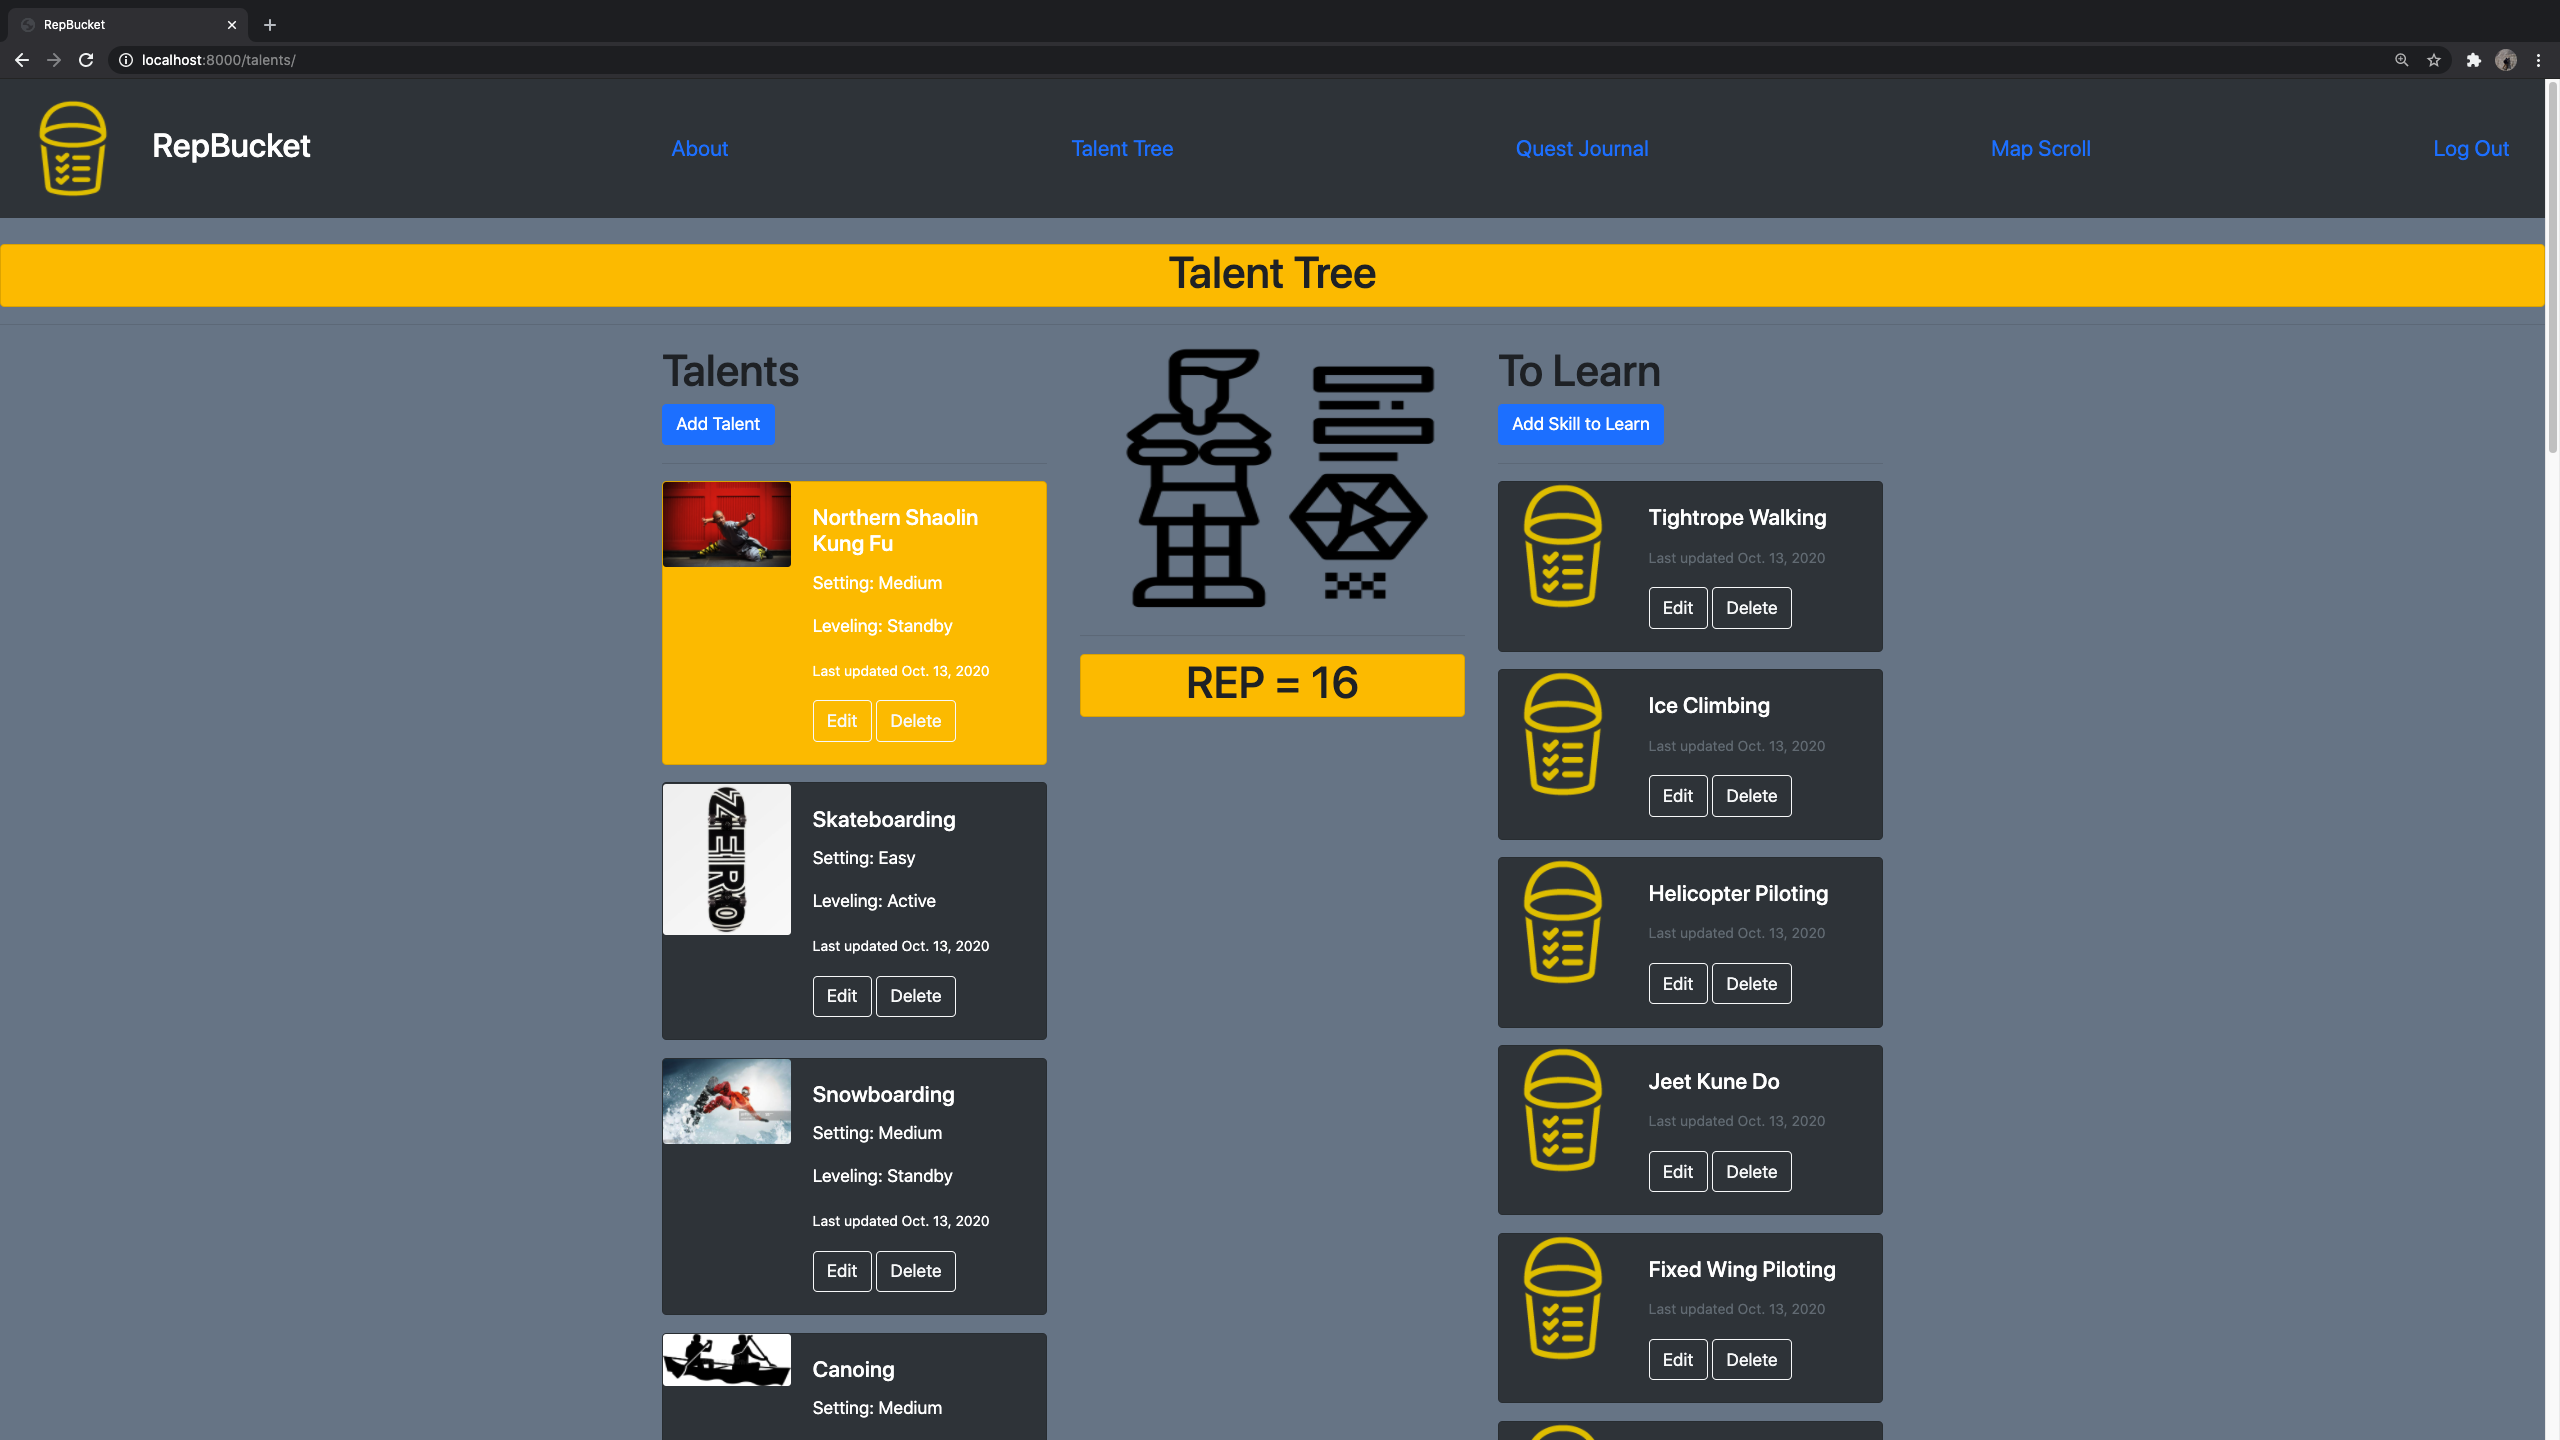 RepBucket
localhost:8000/talents/
RepBucket
About
Talent Tree
Quest Journal
Map Scroll
Log Out
Talent Tree
Talents
Add Talent
Northern Shaolin
Kung Fu
Setting: Medium
Leveling: Standby
Last updated Oct. 13, 2020
Edit
Delete
ZERO
Skateboarding
Setting: Easy
Leveling: Active
Last updated Oct. 13, 2020
Edit
Delete
Snowboarding
Setting: Medium
Leveling: Standby
Last updated Oct. 13, 2020
Edit
Delete
Canoing
Setting: Medium
REP = 16
To Learn
Add Skill to Learn
Tightrope Walking
Last updated Oct. 13, 2020
Edit
Delete
Ice Climbing
Last updated Oct. 13, 2020
Edit
Delete
Helicopter Piloting
Last updated Oct. 13, 2020
Edit
Delete
Jeet Kune Do
Last updated Oct. 13, 2020
Edit
Delete
Fixed Wing Piloting
Last updated Oct. 13, 2020
Edit
Delete